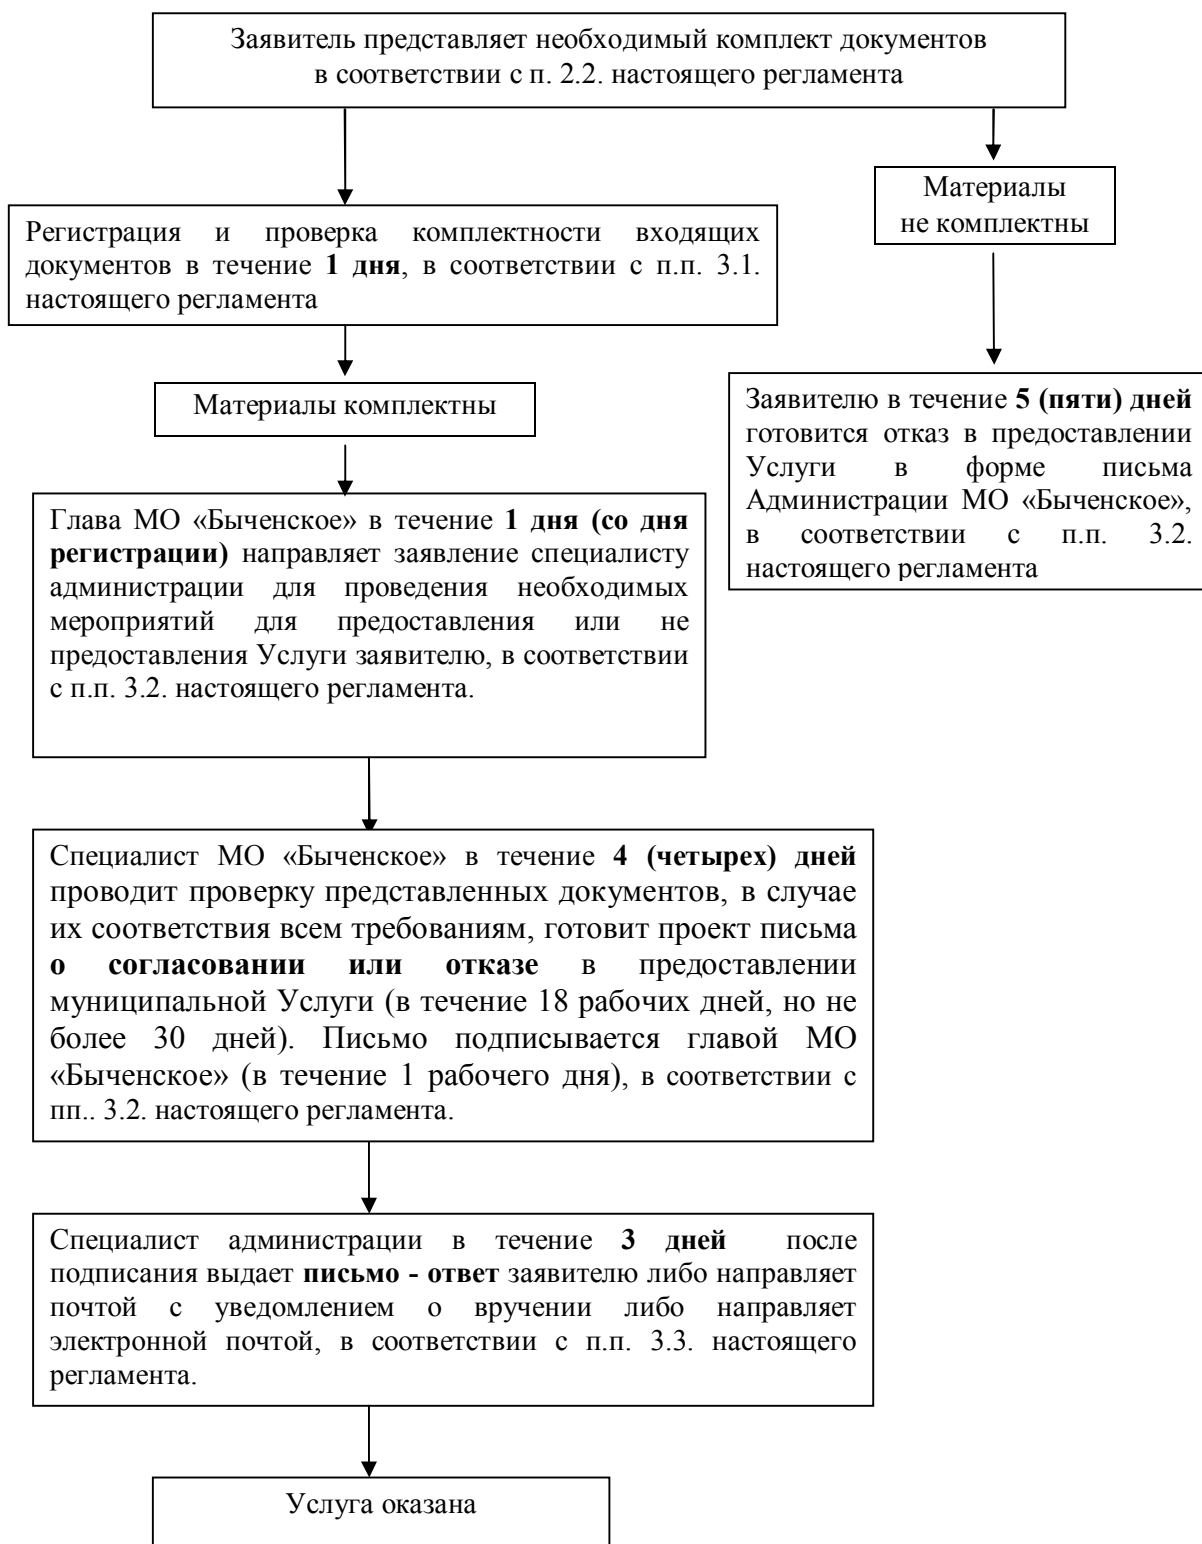 Заявитель представляет необходимый комплект документов
в соответствии с п. 2.2. настоящего регламента
Материалы
не комплектны
Регистрация и проверка комплектности входящих
документов в течение 1 дня, в соответствии с п.п. 3.1.
настоящего регламента
Материалы комплектны
Заявителю в течение 5 (пяти) дней
готовится отказ в предоставлении
Услуги в форме письма
Администрации МО «Быченское»,
в соответствии с п.п. 3.2.
настоящего регламента
Глава МО «Быченское» в течение 1 дня (со дня
регистрации) направляет заявление специалисту
администрации для проведения необходимых
мероприятий для предоставления или не
предоставления Услуги заявителю, в соответствии
с п.п. 3.2. настоящего регламента.
Специалист МО «Быченское» в течение 4 (четырех) дней
проводит проверку представленных документов, в случае
их соответствия всем требованиям, готовит проект письма
о согласовании или отказе в предоставлении
муниципальной Услуги (в течение 18 рабочих дней, но не
более 30 дней). Письмо подписывается главой МО
«Быченское» (в течение 1 рабочего дня), в соответствии с
пп.. 3.2. настоящего регламента.
Специалист администрации в течение 3 дней после
подписания выдает письмо - ответ заявителю либо направляет
почтой с уведомлением о вручении либо направляет
электронной почтой, в соответствии с п.п. 3.3. настоящего
регламента.
Услуга оказана